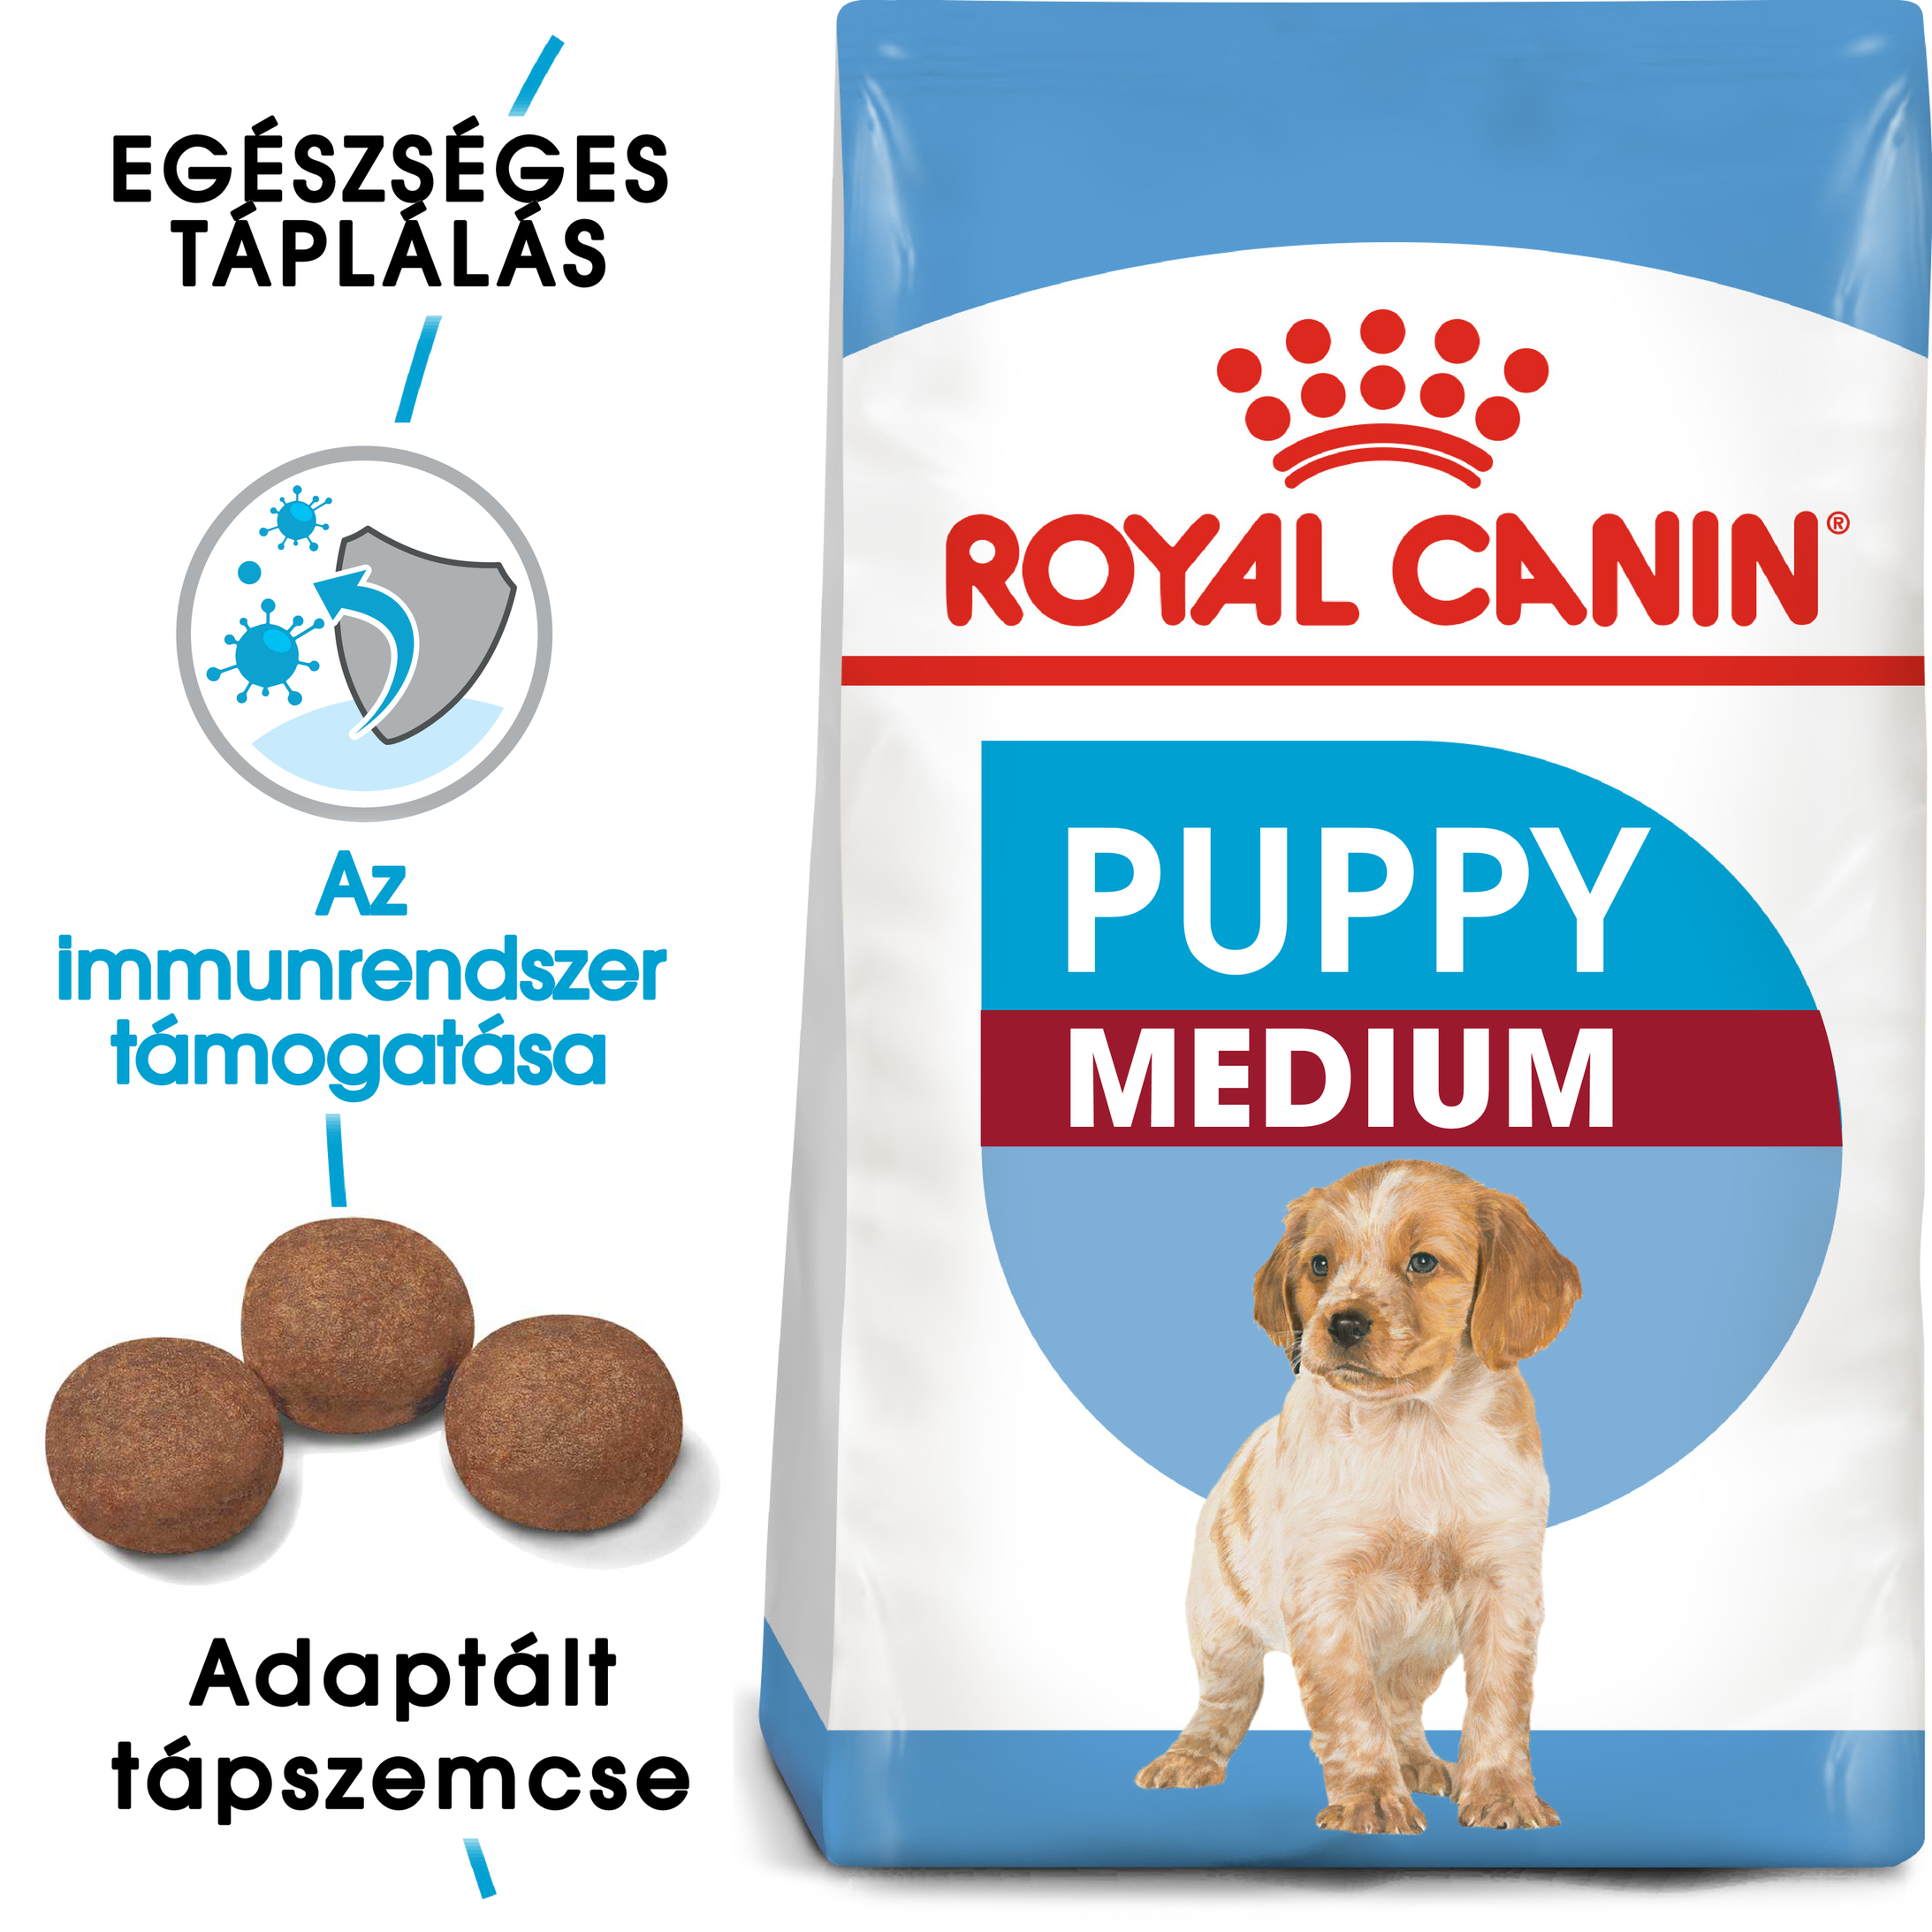 EGÉSZSÉGES
TÁPLÁLÁS
Az
immunrendszer
támogatása
Adaptált
tápszemcse
ROYAL CANIN®
PUPPY
MEDIUM